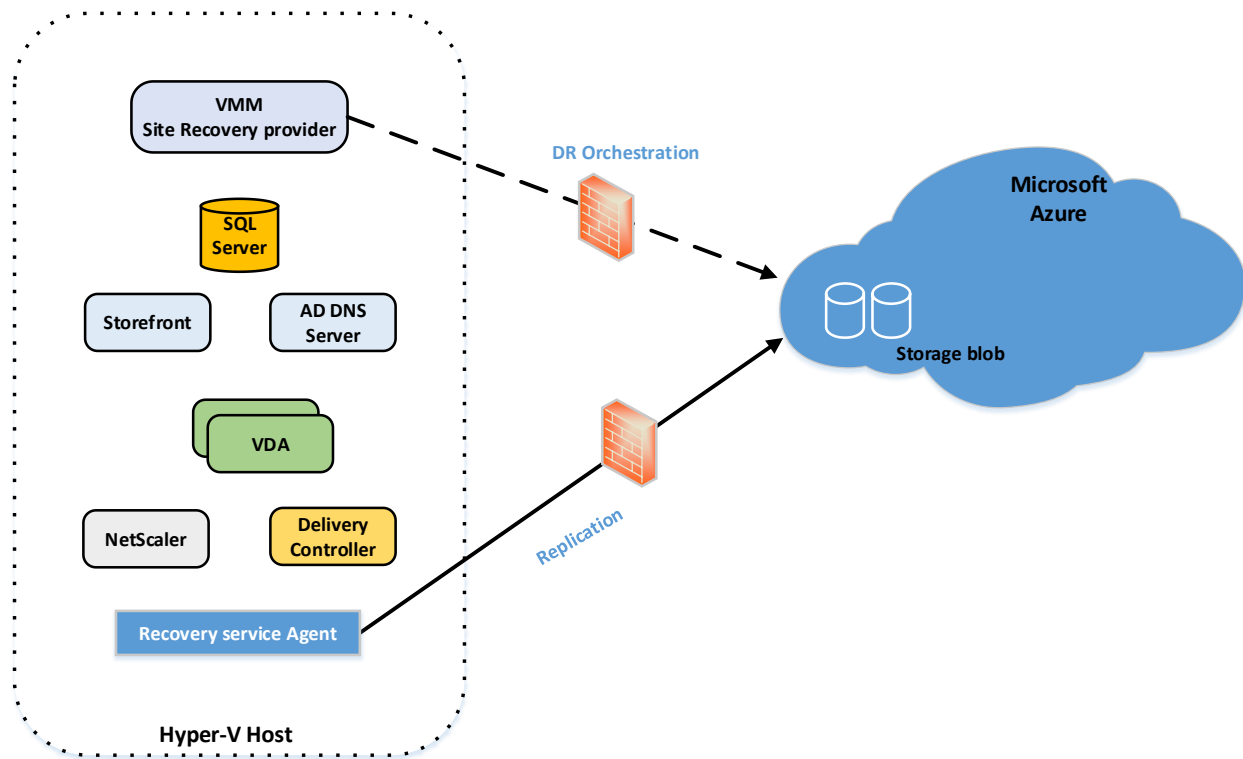 VMM
Site Recovery provider
DR Orchestration
Microsoft
Azure
SQL
Server
Storefront
AD DNS
Server
Storage blob
VDA
NetScaler
Delivery
Controller
Replication
Recovery service Agent
Hyper-V Host